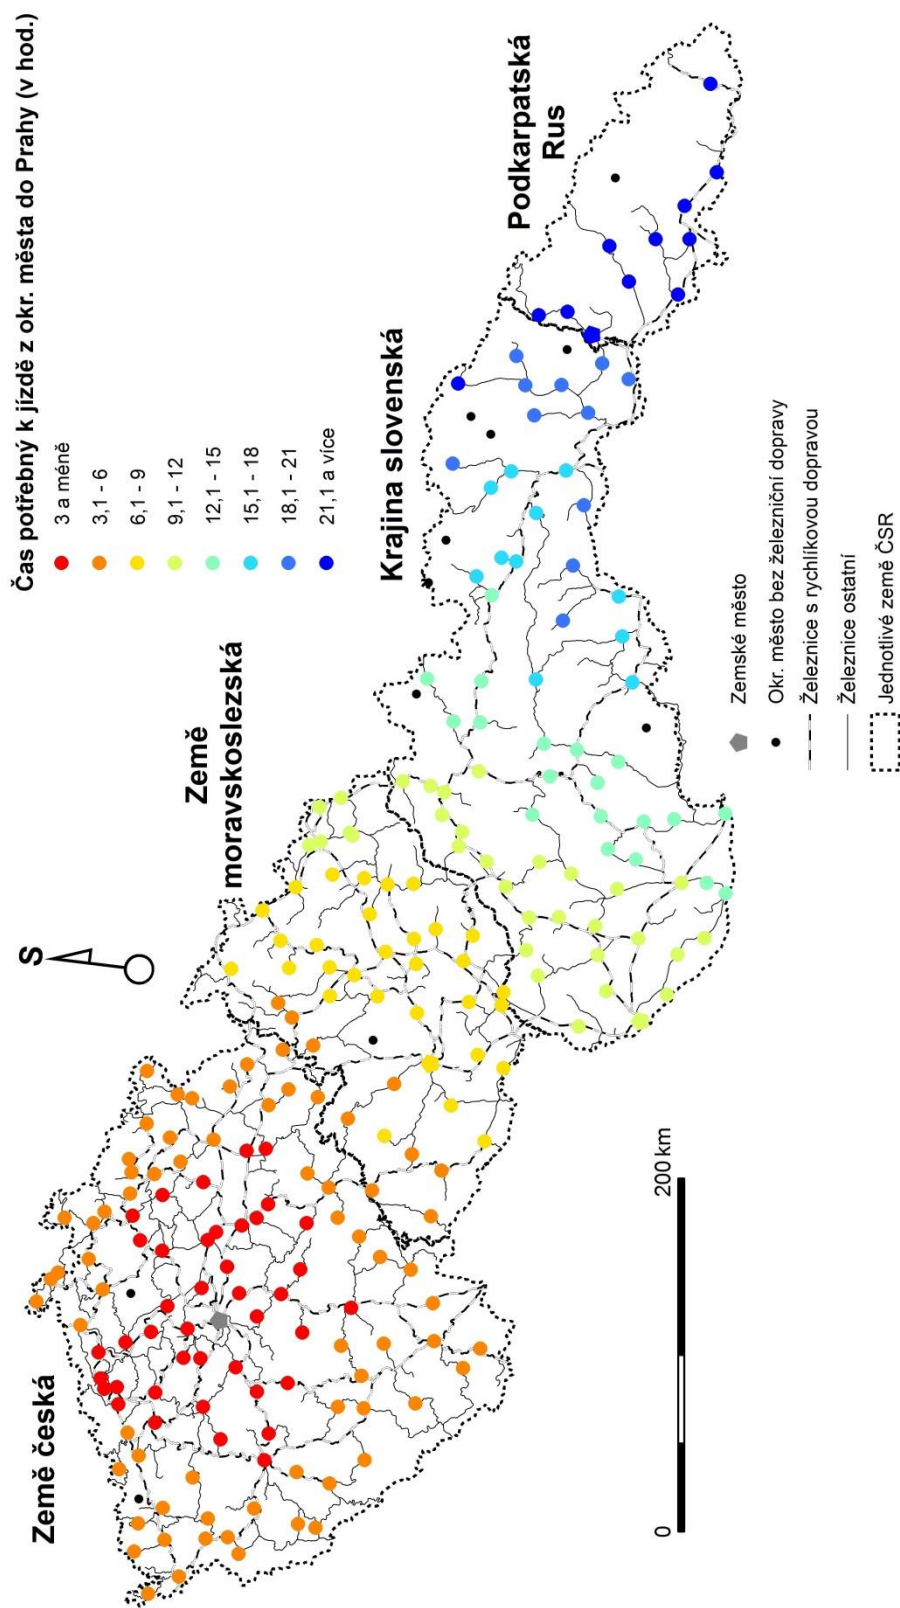 Čas potřebný k jízdě z okr. města do Prahy (v hod.)
3 a méně
3,1 - 6
6,1 - 9
9,1 - 12
12,1 - 15
15,1 - 18
18,1 - 21
21,1 a více
S
Země česká
Země
moravskoslezská
Krajina slovenská
Podkarpatská
Rus
0
200 km
Zemské město
Okr. město bez železniční dopravy
Železnice s rychlíkovou dopravou
Železnice ostatní
Jednotlivé země ČSR